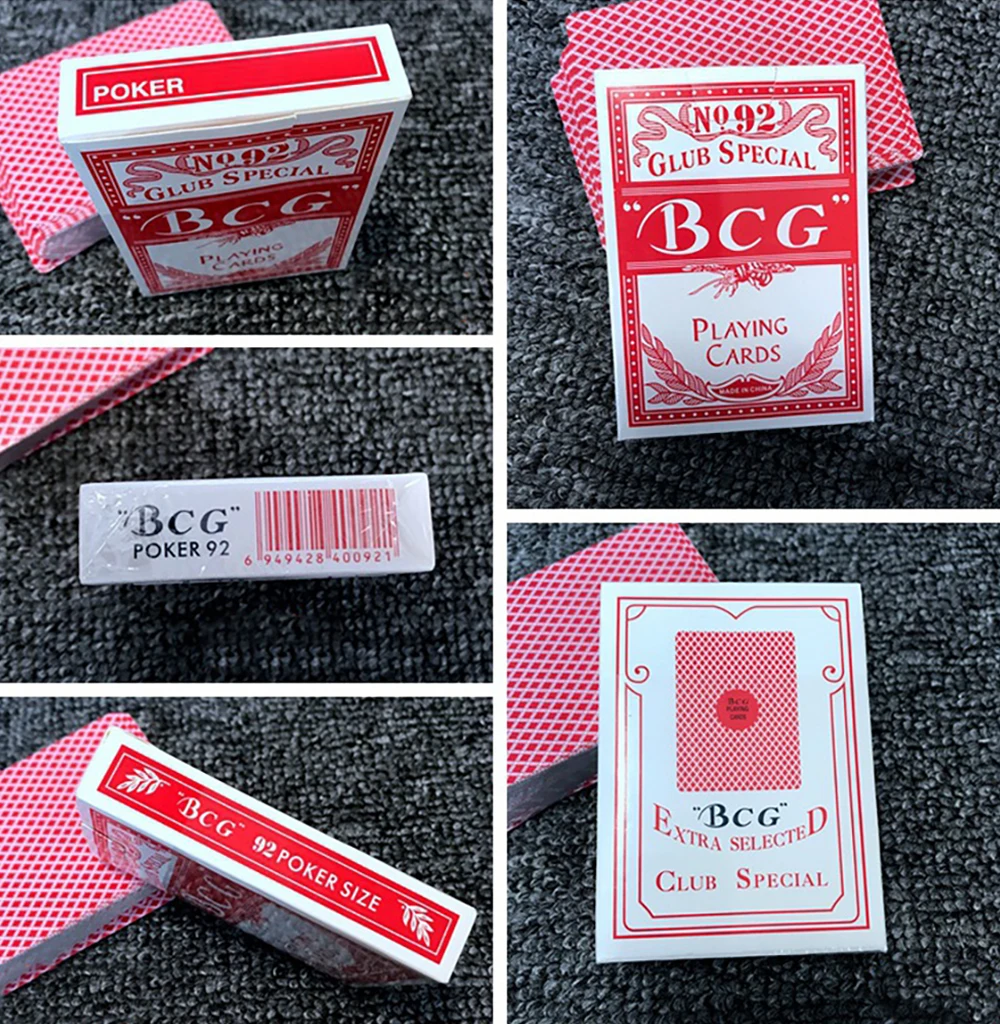 POKER
No. 92
GLUB SPECIAL
"BCG"
PLAYING
CARDS
No. 92
GLUB SPECIAL
"BCG"
PLAYING
CARDS
MADE IN CHINA
"BCG"
POKER 92
6 949428 400921
BCG
PLAYING
CARDS
"BCG"
EXTRA SELECTED
CLUB SPECIAL
"BCG" 92 POKER SIZE